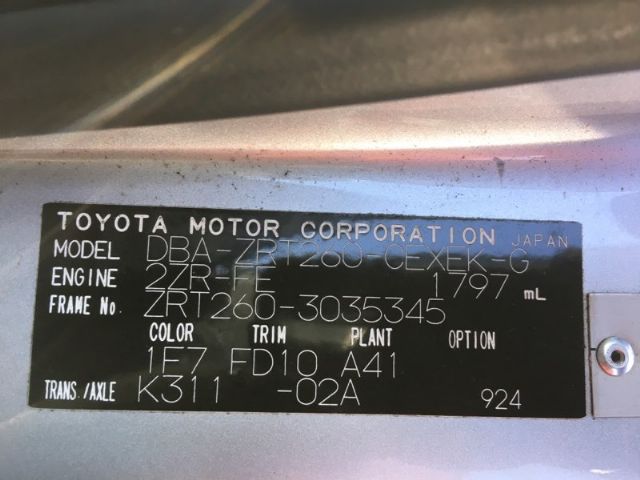 TOYOTA MOTOR CORPORATION JAPAN
MODEL DBA-ZRT260-CEXEK-G
ENGINE 2ZR-FE 1797 mL
FRAME No. ZRT260-3035345
COLOR TRIM PLANT OPTION
1E7 FD10 A41
TRANS./AXLE K311 -02A 924